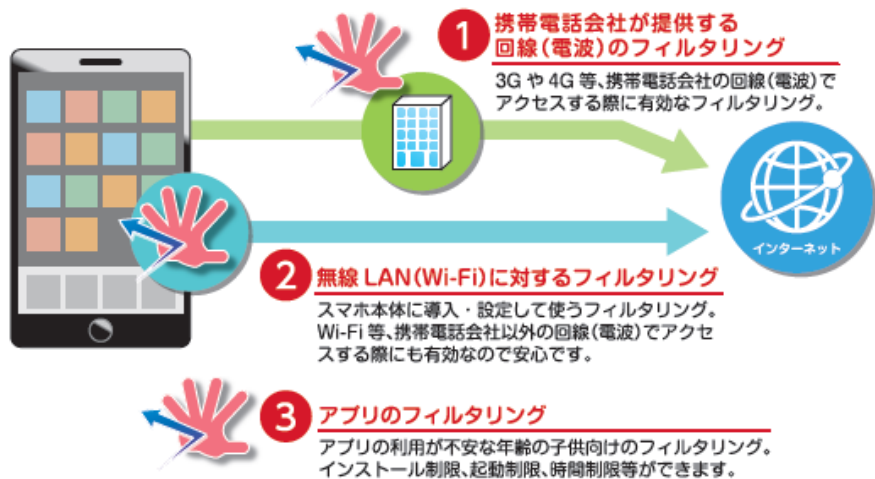 1 携帯電話会社が提供する
回線(電波)のフィルタリング
3G や 4G 等、携帯電話会社の回線(電波)で
アクセスする際に有効なフィルタリング。
インターネット
2 無線 LAN(Wi-Fi)に対するフィルタリング
スマホ本体に導入・設定して使うフィルタリング。
Wi-Fi 等、携帯電話会社以外の回線(電波)でアクセ
スする際にも有効なので安心です。
3 アプリのフィルタリング
アプリの利用が不安な年齢の子供向けのフィルタリング。
インストール制限、起動制限、時間制限等ができます。